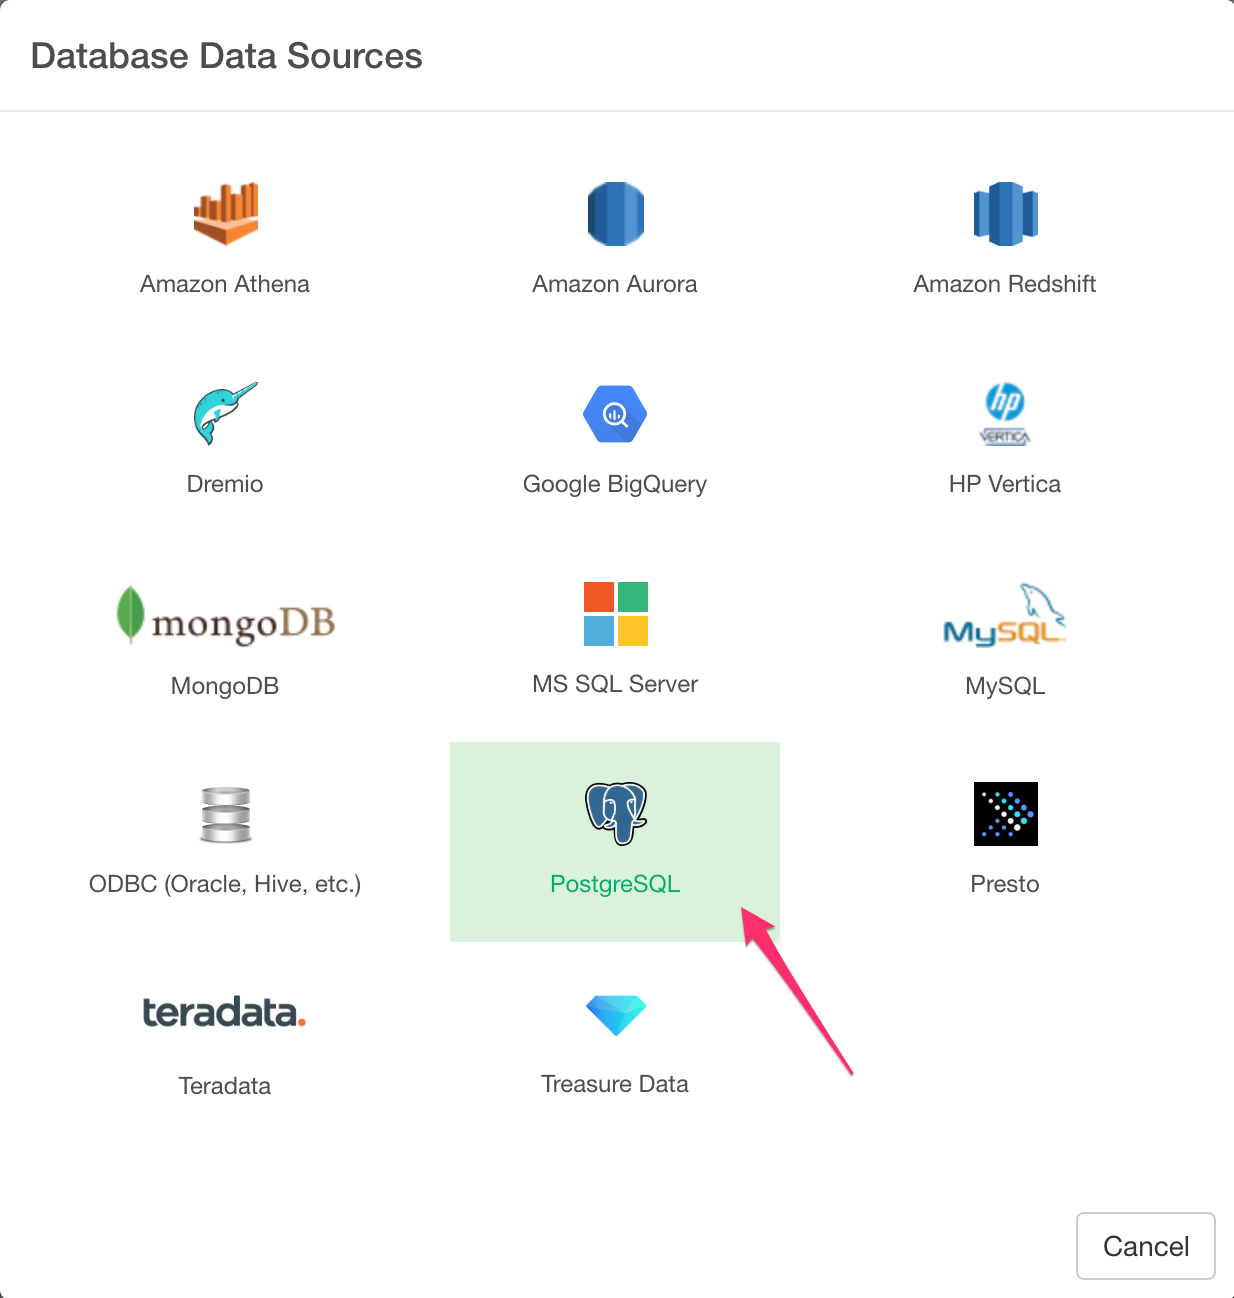 Database Data Sources
Amazon Athena
Amazon Aurora
Amazon Redshift
Dremio
Google BigQuery
hp
VERTICA
HP Vertica
mongoDB
MongoDB
MS SQL Server
MySQL
MySQL
ODBC (Oracle, Hive, etc.)
PostgreSQL
Presto
teradata.
Teradata
Treasure Data
Cancel